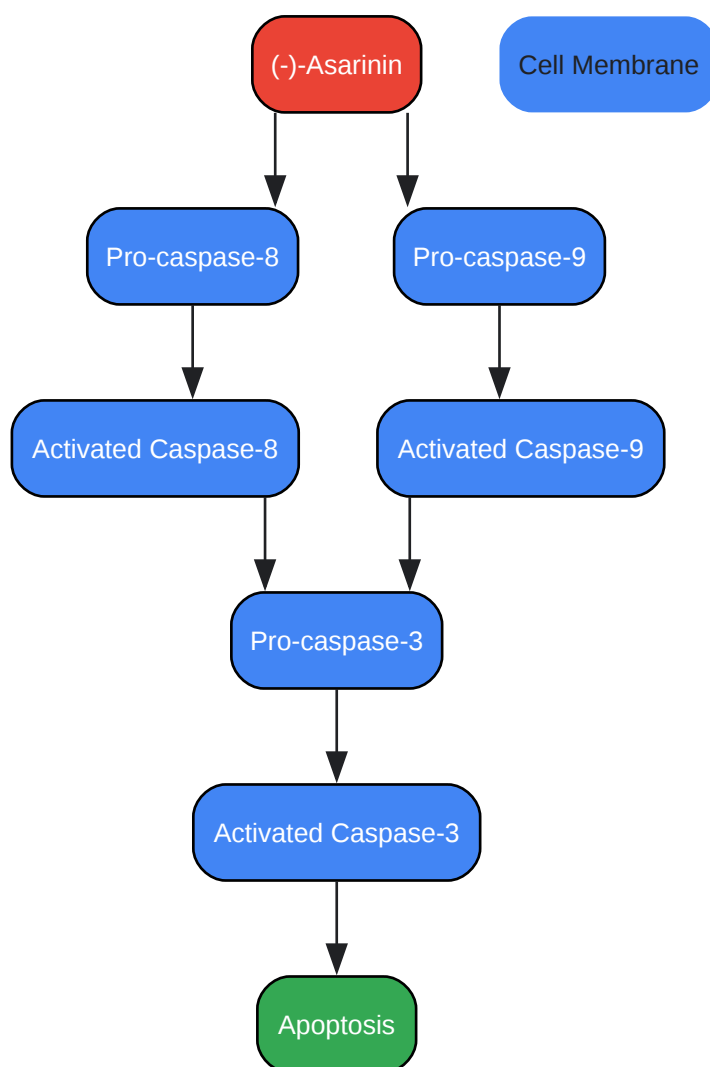 (-)-Asarinin
Cell Membrane
Pro-caspase-8
Pro-caspase-9
Activated Caspase-8
Activated Caspase-9
Pro-caspase-3
Activated Caspase-3
Apoptosis